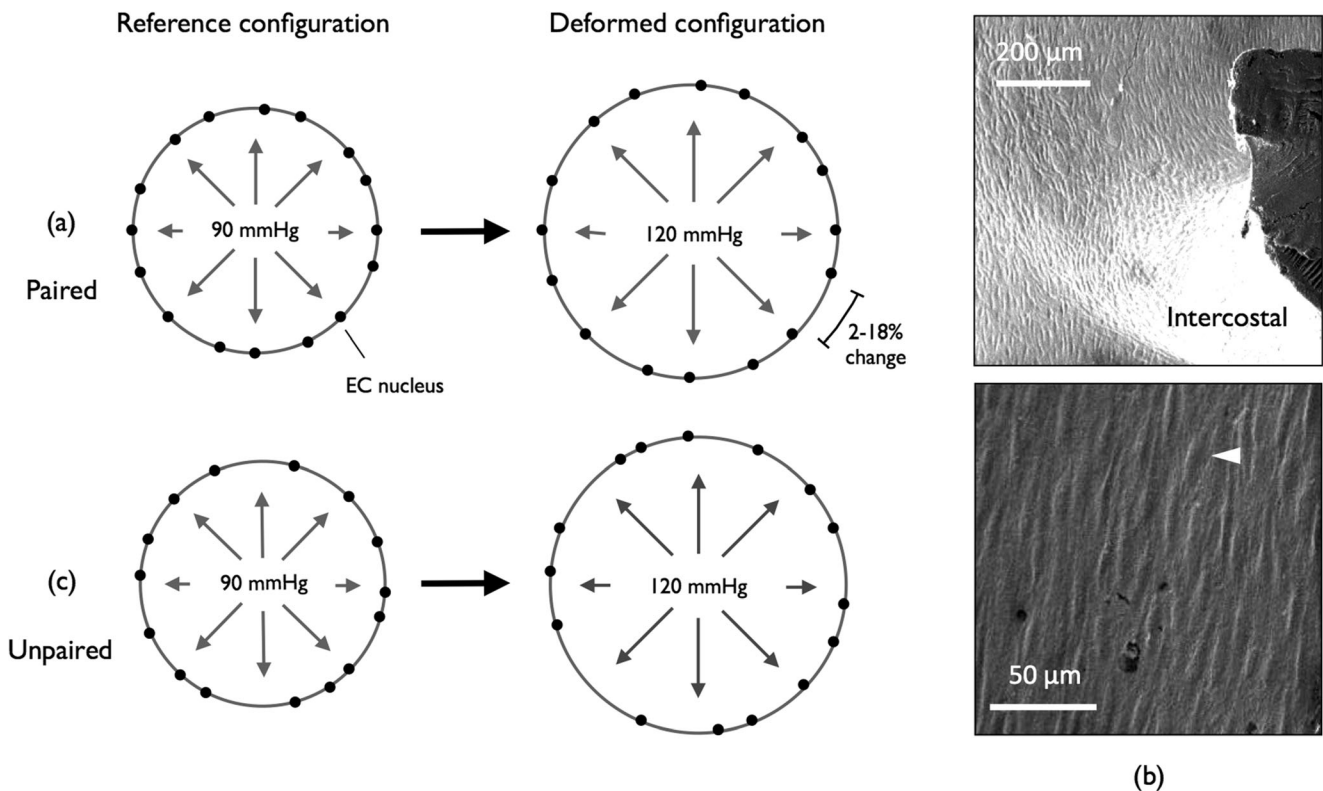 Reference configuration
Deformed configuration
200 μm
(a)
Paired
90 mmHg
120 mmHg
2-18%
change
EC nucleus
Intercostal
(c)
Unpaired
90 mmHg
120 mmHg
50 μm
(b)